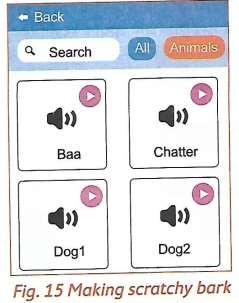 Back
Search All Animals
Baa Chatter
Dog1 Dog2
Fig. 15 Making scratchy bark